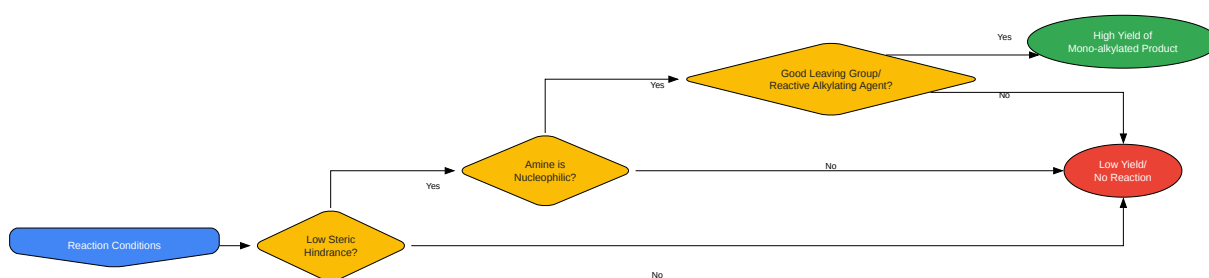 High Yield of
Mono-alkylated Product
Yes
Good Leaving Group/
Reactive Alkylating Agent?
Yes
No
Amine is
Nucleophilic?
No
Low Yield/
No Reaction
Yes
Reaction Conditions
Low Steric
Hindrance?
No